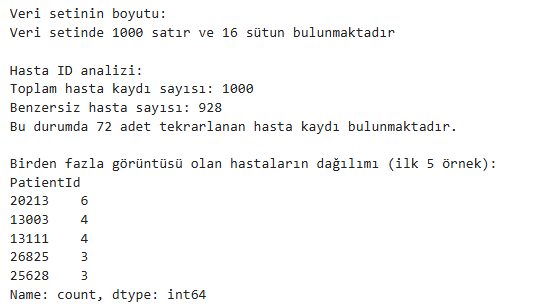 Veri setinin boyutu:
Veri setinde 1000 satır ve 16 sütun bulunmaktadır
Hasta ID analizi:
Toplam hasta kaydı sayısı: 1000
Benzersiz hasta sayısı: 928
Bu durumda 72 adet tekrarlanan hasta kaydı bulunmaktadır.
Birden fazla görüntüsü olan hastaların dağılımı (ilk 5 örnek):
PatientId
20213    6
13003    4
13111    4
26825    3
25628    3
Name: count, dtype: int64